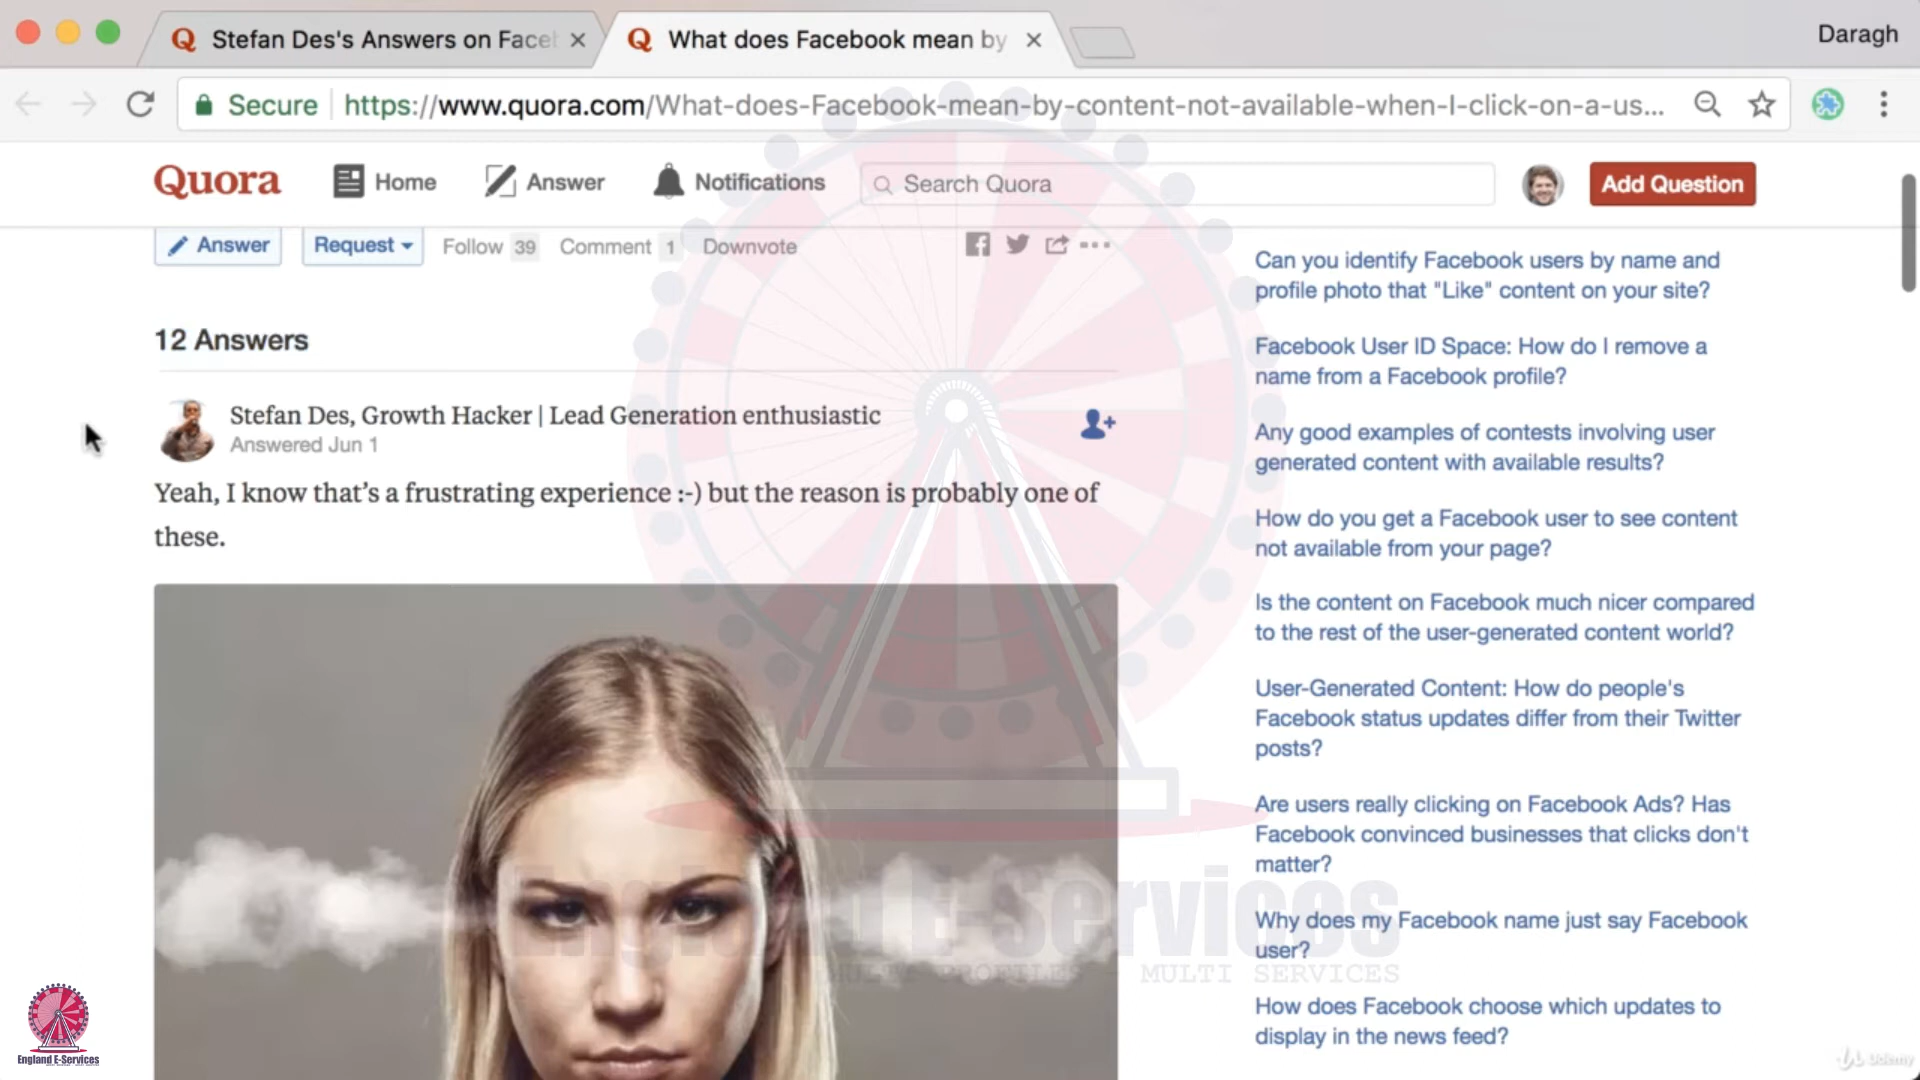 Stefan Des's Answers on Faceb
What does Facebook mean by
Daragh
Secure
https://www.quora.com/What-does-Facebook-mean-by-content-not-available-when-I-click-on-a-us...
Quora
Home
Answer
Notifications
Search Quora
Add Question
Answer
Request
Follow 39
Comment 1
Downvote
12 Answers
Stefan Des, Growth Hacker | Lead Generation enthusiastic
Answered Jun 1
Yeah, I know that's a frustrating experience :-) but the reason is probably one of
these.
Can you identify Facebook users by name and
profile photo that "Like" content on your site?
Facebook User ID Space: How do I remove a
name from a Facebook profile?
Any good examples of contests involving user
generated content with available results?
How do you get a Facebook user to see content
not available from your page?
Is the content on Facebook much nicer compared
to the rest of the user-generated content world?
User-Generated Content: How do people's
Facebook status updates differ from their Twitter
posts?
Are users really clicking on Facebook Ads? Has
Facebook convinced businesses that clicks don't
matter?
Why does my Facebook name just say Facebook
user?
How does Facebook choose which updates to
display in the news feed?
England E-Services
MULTI PROFILES - MULTI SERVICES
England E-Services
Udemy